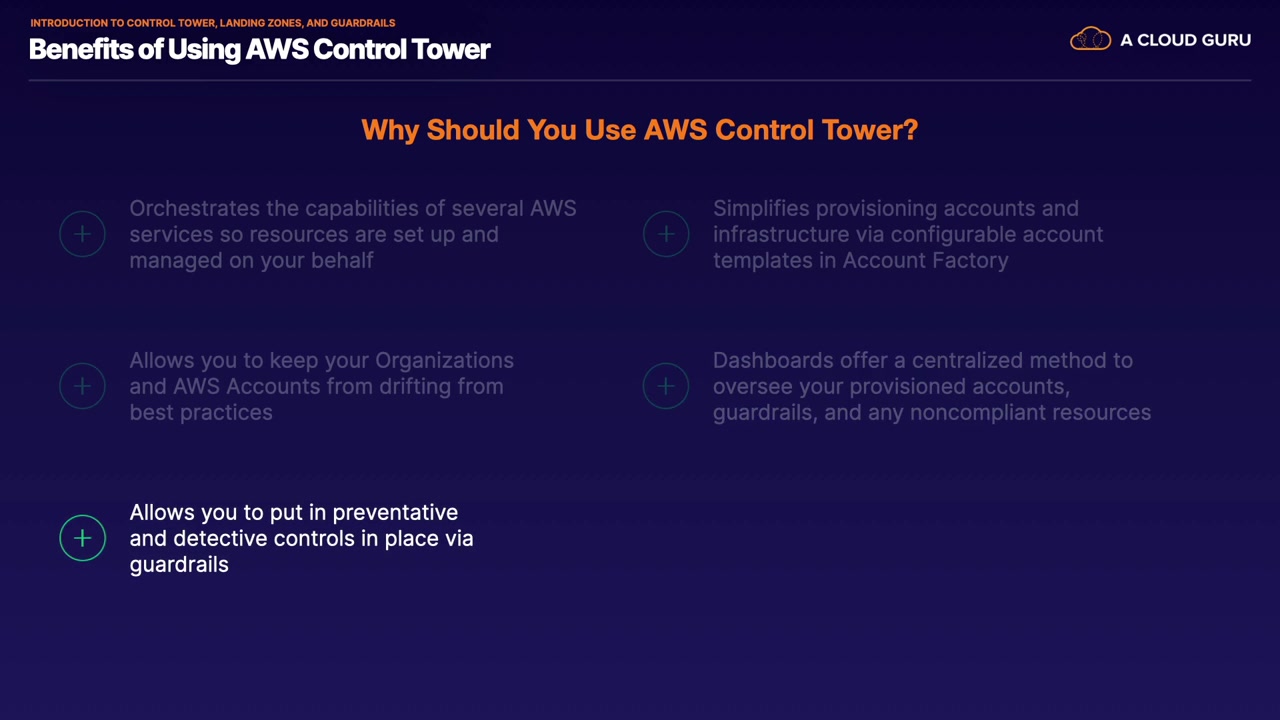 INTRODUCTION TO CONTROL TOWER, LANDING ZONES, AND GUARDRAILS
Benefits of Using AWS Control Tower
A CLOUD GURU
Why Should You Use AWS Control Tower?
Orchestrates the capabilities of several AWS
services so resources are set up and
managed on your behalf
Simplifies provisioning accounts and
infrastructure via configurable account
templates in Account Factory
Allows you to keep your Organizations
and AWS Accounts from drifting from
best practices
Dashboards offer a centralized method to
oversee your provisioned accounts,
guardrails, and any noncompliant resources
Allows you to put in preventative
and detective controls in place via
guardrails